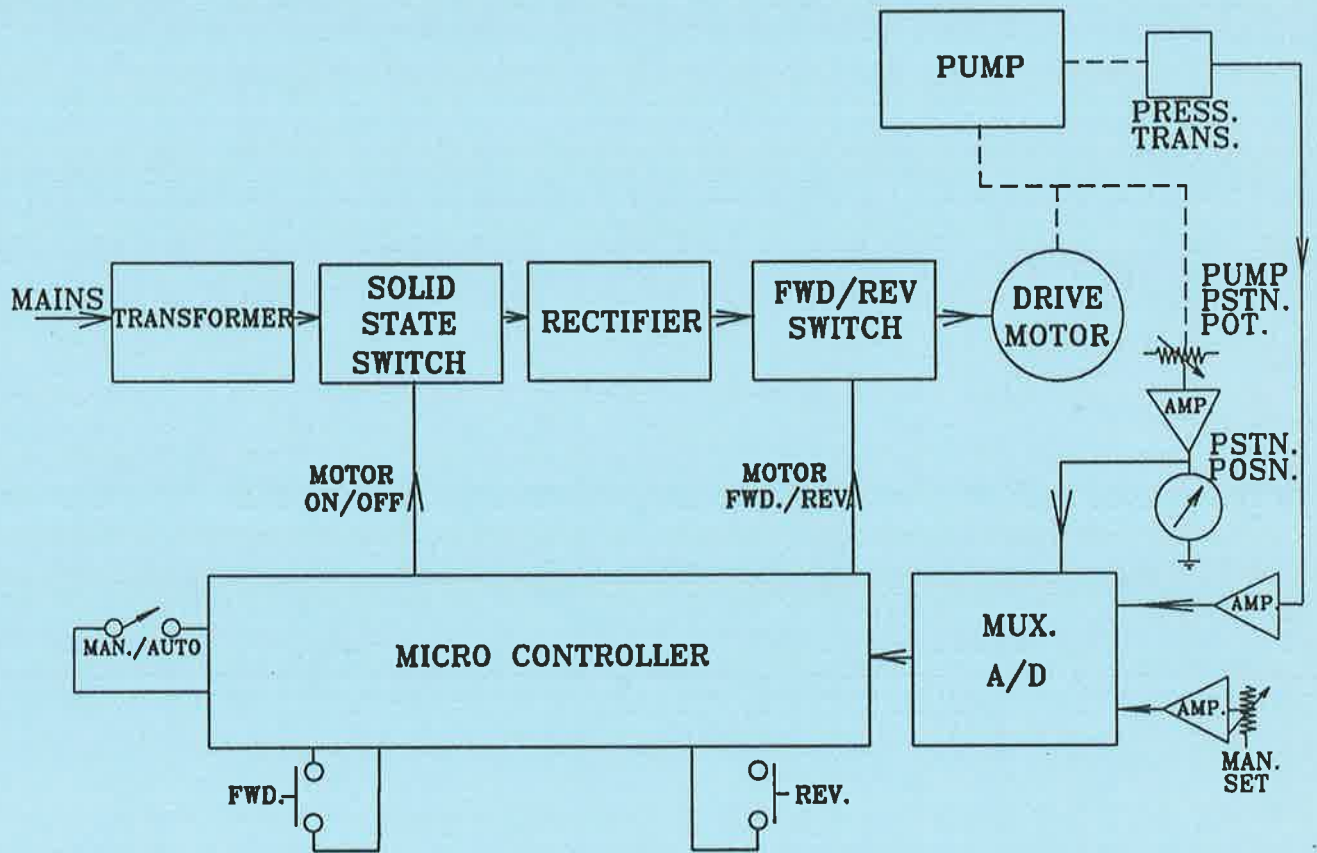 PUMP
PRESS.
TRANS.
MAINS
TRANSFORMER
SOLID
STATE
SWITCH
RECTIFIER
FWD/REV
SWITCH
DRIVE
MOTOR
PUMP
PSTN.
POT.
AMP.
PSTN.
POSN.
MOTOR
ON/OFF
MOTOR
FWD./REV
MAN./AUTO
MICRO CONTROLLER
MUX.
A/D
AMP.
AMP.
MAN.
SET
FWD.
REV.